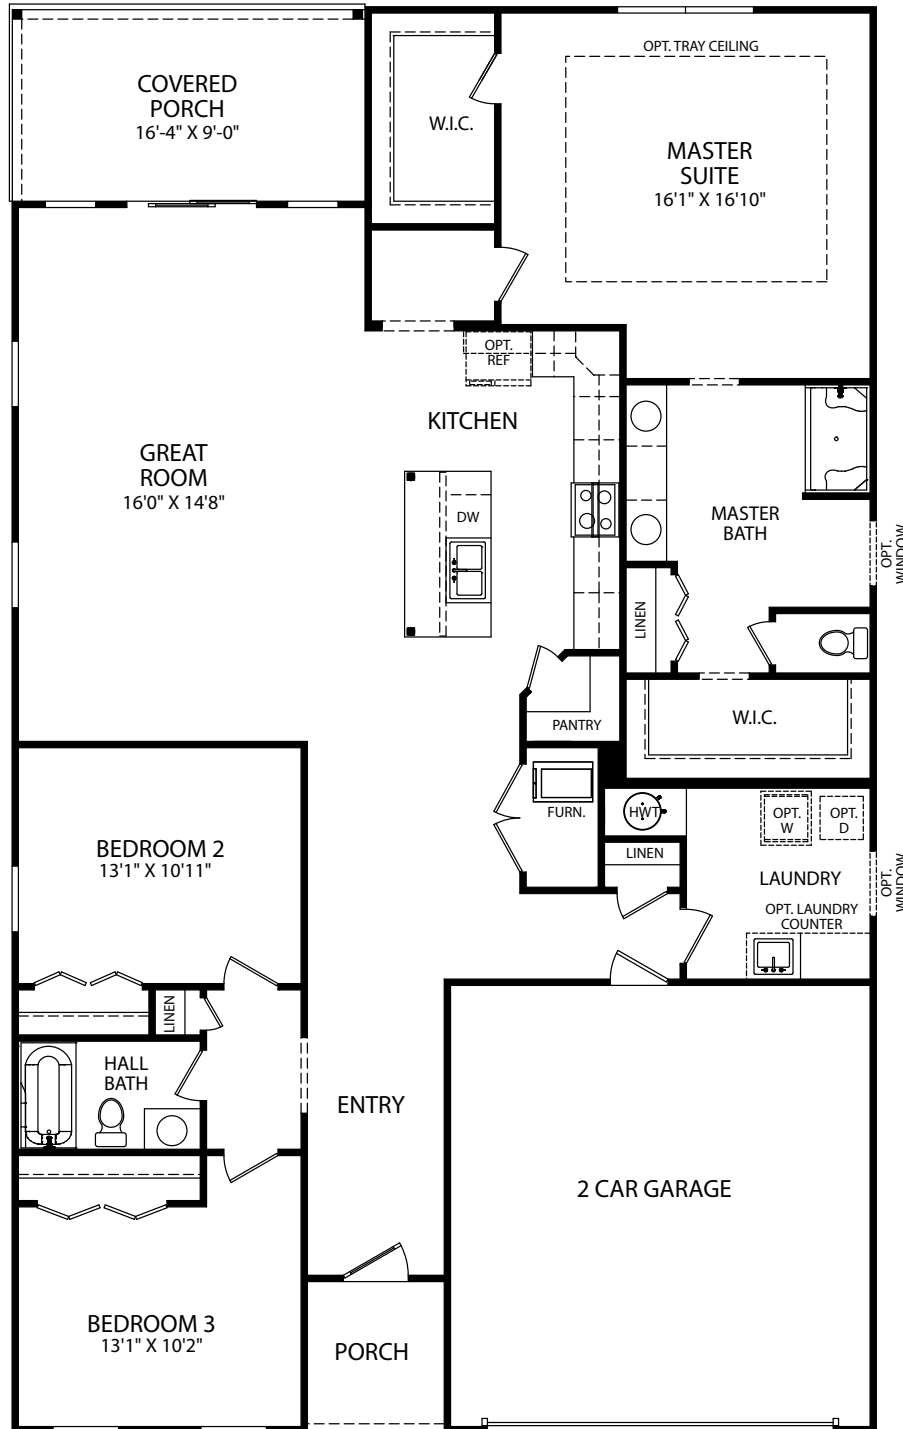 COVERED
PORCH
16'-4" X 9'-0"
W.I.C.
OPT. TRAY CEILING
MASTER
SUITE
16'1" X 16'10"
OPT.
REF
KITCHEN
GREAT
ROOM
16'0" X 14'8"
DW
MASTER
BATH
OPT.
WINDOW
LINEN
W.I.C.
PANTRY
FURN.
HWT
OPT.
W
OPT.
D
LINEN
LAUNDRY
OPT. LAUNDRY
COUNTER
OPT.
WINDOW
BEDROOM 2
13'1" X 10'11"
LINEN
HALL
BATH
ENTRY
2 CAR GARAGE
BEDROOM 3
13'1" X 10'2"
PORCH